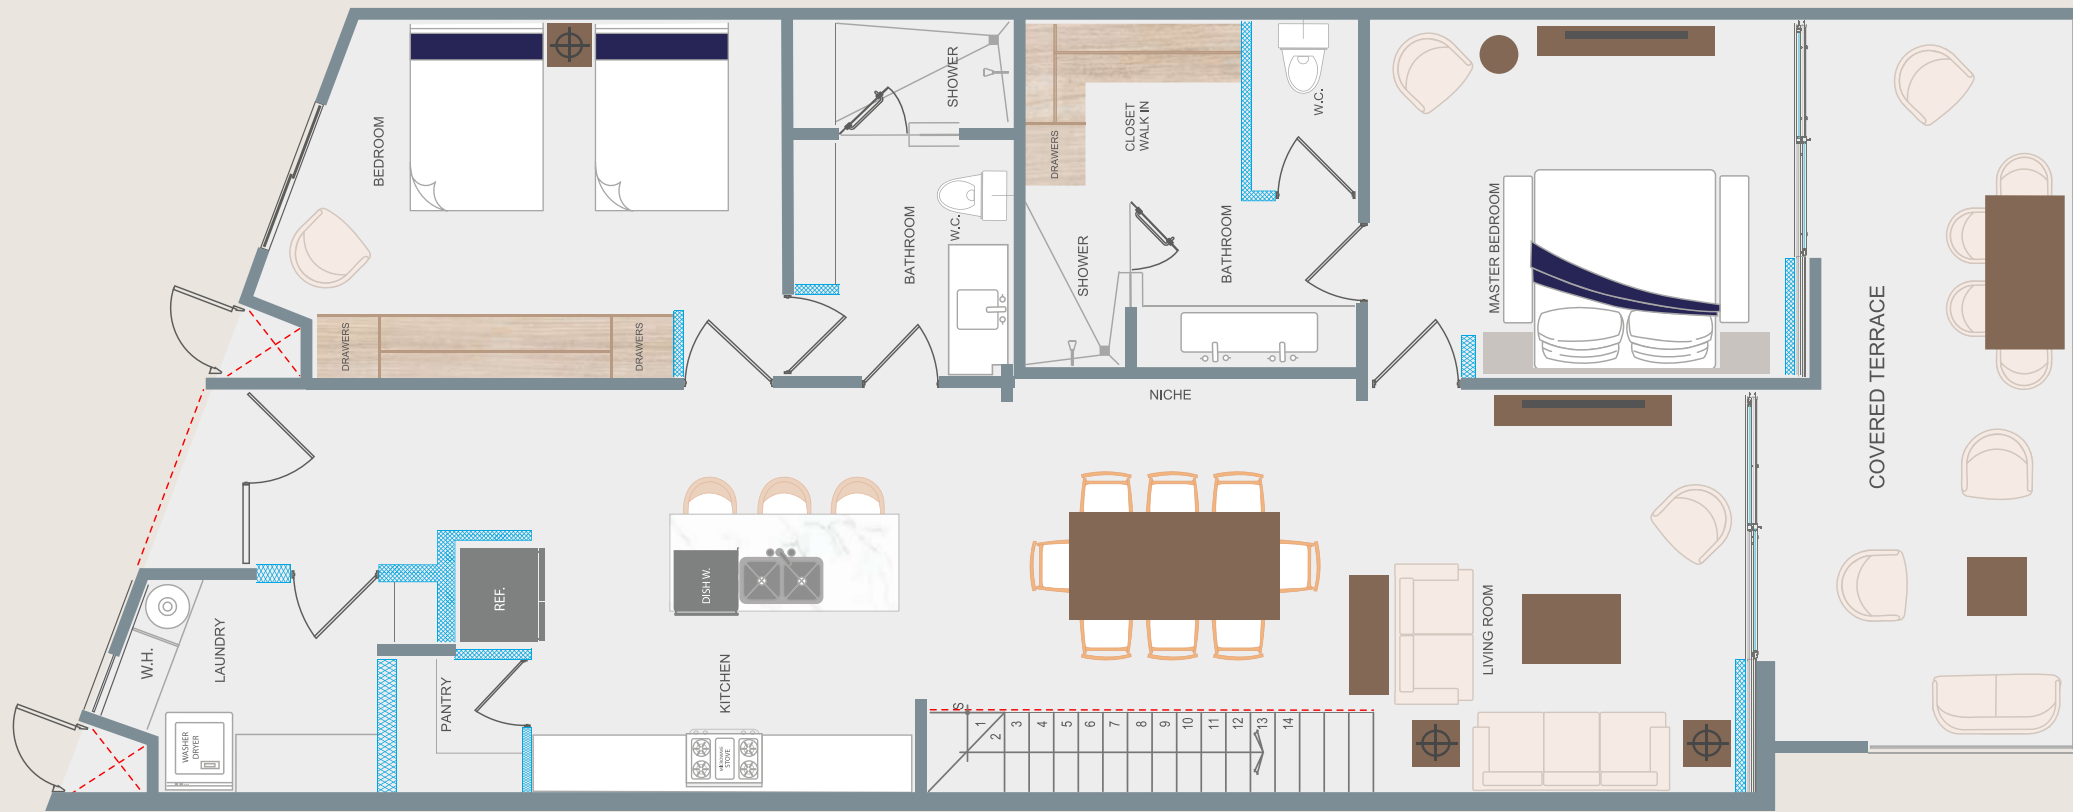 BEDROOM
SHOWER
DRAWERS
CLOSET
WALK IN
W.C.
BATHROOM
W.C.
SHOWER
BATHROOM
MASTER BEDROOM
COVERED TERRACE
DRAWERS
DRAWERS
NICHE
REF.
DISH W.
LAUNDRY
W.H.
PANTRY
KITCHEN
LIVING ROOM
WASHER
DRYER
STOVE
S
1
2
3
4
5
6
7
8
9
10
11
12
13
14